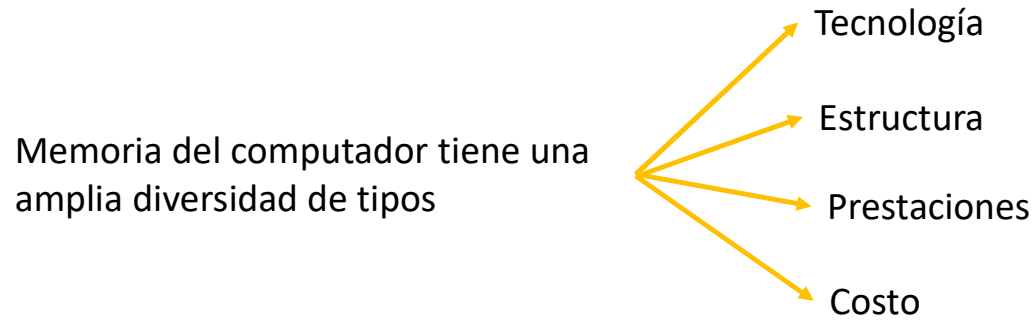 Tecnología
Estructura
Memoria del computador tiene una
amplia diversidad de tipos
Prestaciones
Costo